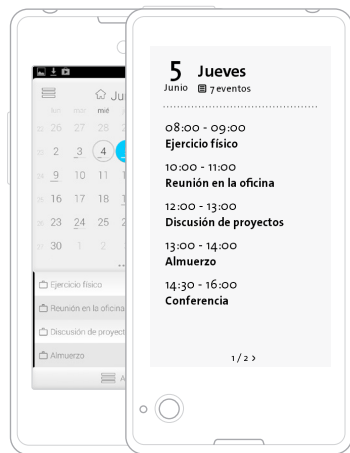 Ju
lun mar mié
22 26 27 28
2 3 4
9 10 11
16 17 18
23 24 25
30 1 2
Ejercicio físico
Reunión en la oficina
Discusión de proyect
Almuerzo
A
5 Jueves
Junio 7 eventos
08:00 - 09:00
Ejercicio físico
10:00 - 11:00
Reunión en la oficina
12:00 - 13:00
Discusión de proyectos
13:00 - 14:00
Almuerzo
14:30 - 16:00
Conferencia
1 / 2 >